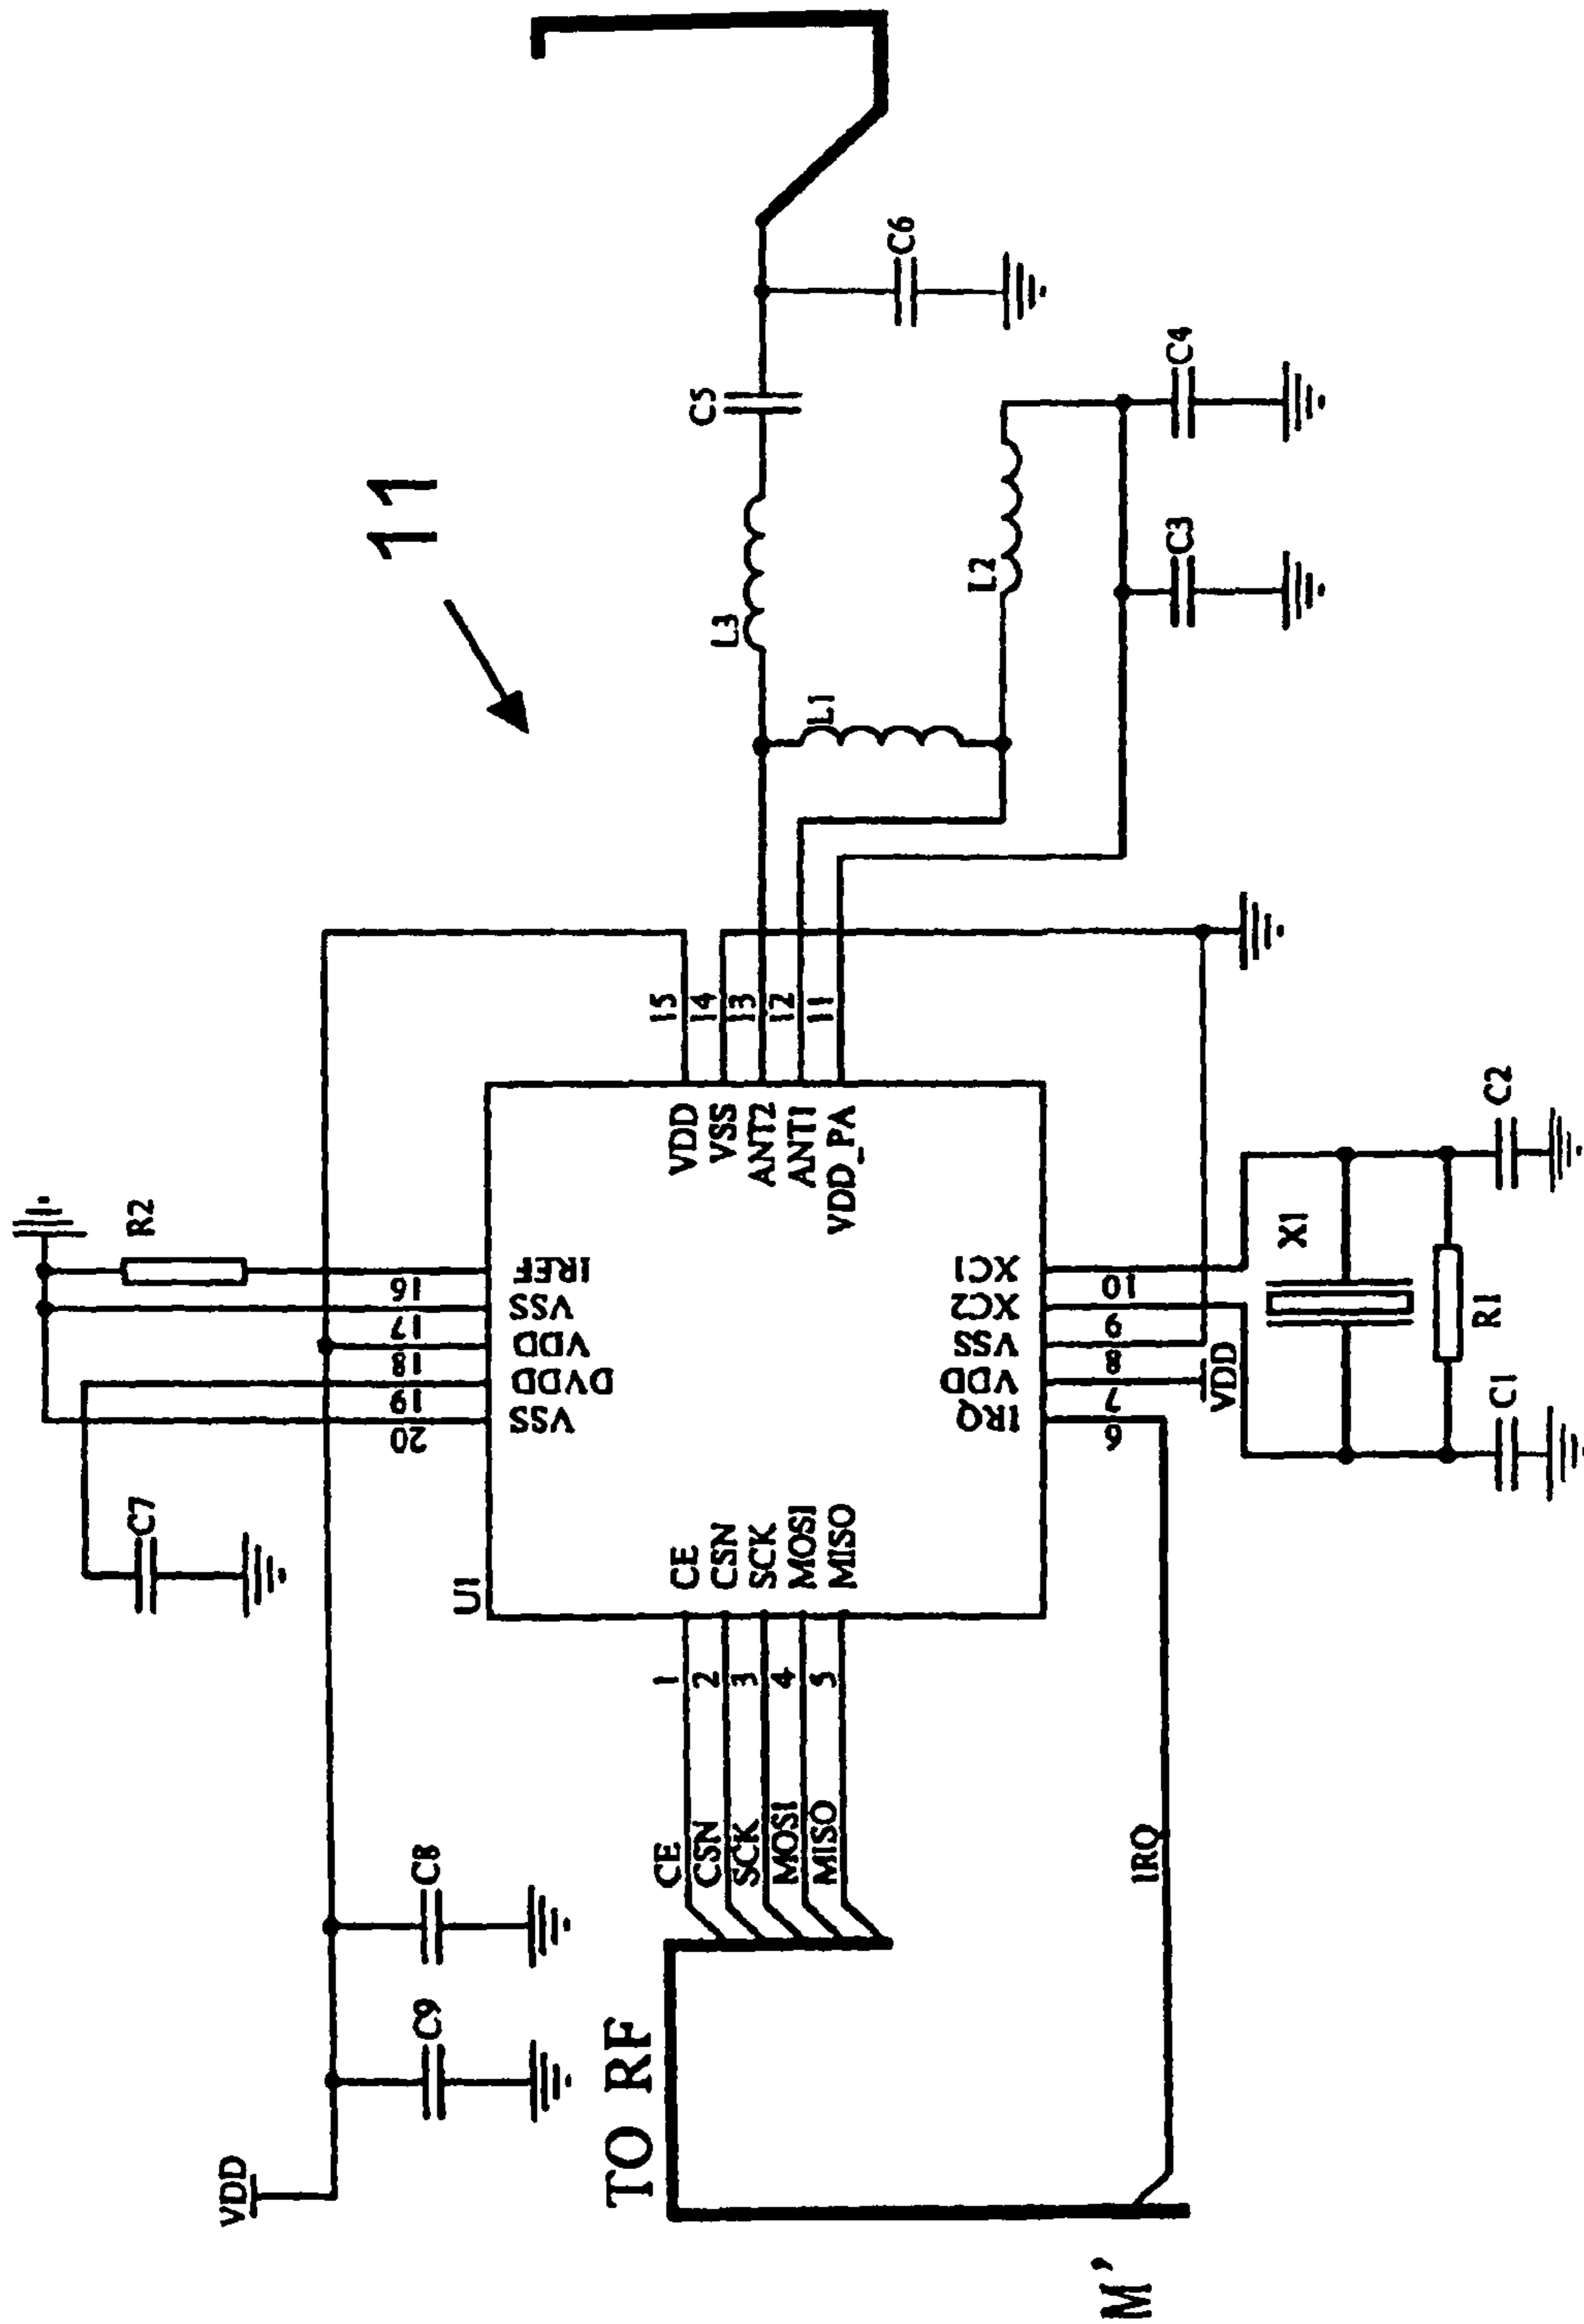 11
VDD
C9
C8
C7
R2
U1
20
19
18
17
16
VSS
DVDD
VDD
VSS
IREF
TO RF
CE
CSN
SCK
MOSI
MISO
1
2
3
4
5
CE
CSN
SCK
MOSI
MISO
VDD
VSS
ANT2
ANT1
VDD_PA
15
14
13
12
11
IRQ
VDD
VSS
XC2
XC1
6
7
8
9
10
IRQ
VDD
X1
R1
C1
C2
L3
C5
C6
L1
L2
C3
C4
M'